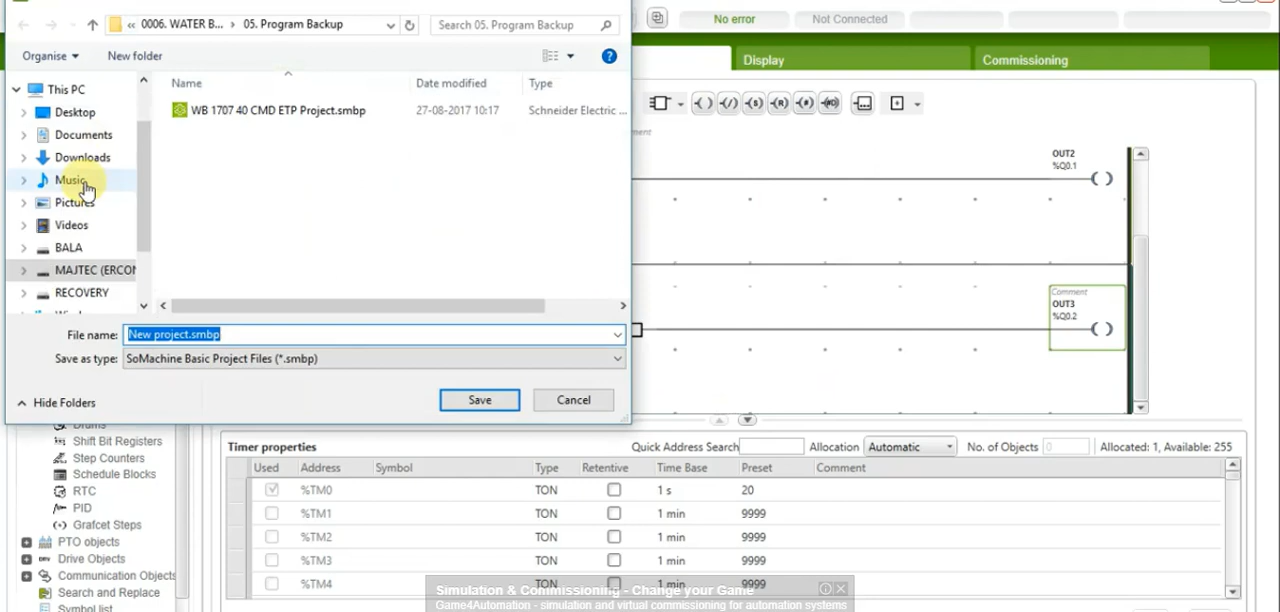 « 0006. WATER B... > 05. Program Backup
Search 05. Program Backup
No error
Not Connected
Organise
New folder
Display
Commissioning
This PC
Name
Date modified
Type
Desktop
WB 1707 40 CMD ETP Project.smbp
27-08-2017 10:17
Schneider Electric ...
Documents
Downloads
Music
Pictures
Videos
BALA
MAJTEC (ERCON
RECOVERY
OUT2
%Q0.1
Comment
OUT3
%Q0.2
File name: New project.smbp
Save as type: SoMachine Basic Project Files (*.smbp)
Hide Folders
Save
Cancel
Drums
Shift Bit Registers
Step Counters
Schedule Blocks
RTC
PID
Grafcet Steps
PTO objects
Drive Objects
Communication Objects
Search and Replace
Symbol list
Timer properties
Quick Address Search
Allocation Automatic
No. of Objects 0
Allocated: 1, Available: 255
Used Address Symbol Type Retentive Time Base Preset Comment
%TM0 TON 1 s 20
%TM1 TON 1 min 9999
%TM2 TON 1 min 9999
%TM3 TON 1 min 9999
%TM4 TON 1 min 9999
Simulation & Commissioning - Change your Game
Game4Automation - simulation and virtual commissioning for automation systems